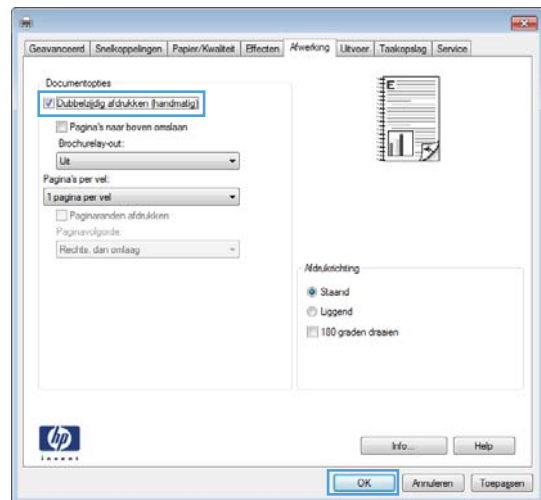 Geavanceerd Snelkoppelingen Papier/Kwaliteit Effecten Afwerking Uitvoer Taakopslag Service
Documentopties
Dubbelzijdig afdrukken (handmatig)
Pagina's naar boven omslaan
Brochurelay-out:
Uit
Pagina's per vel:
1 pagina per vel
Paginaranden afdrukken
Paginavolgorde:
Rechts, dan omlaag
E
Afdrukrichting
Staand
Liggend
180 graden draaien
hp
invent
Info...
Help
OK
Annuleren
Toepassen